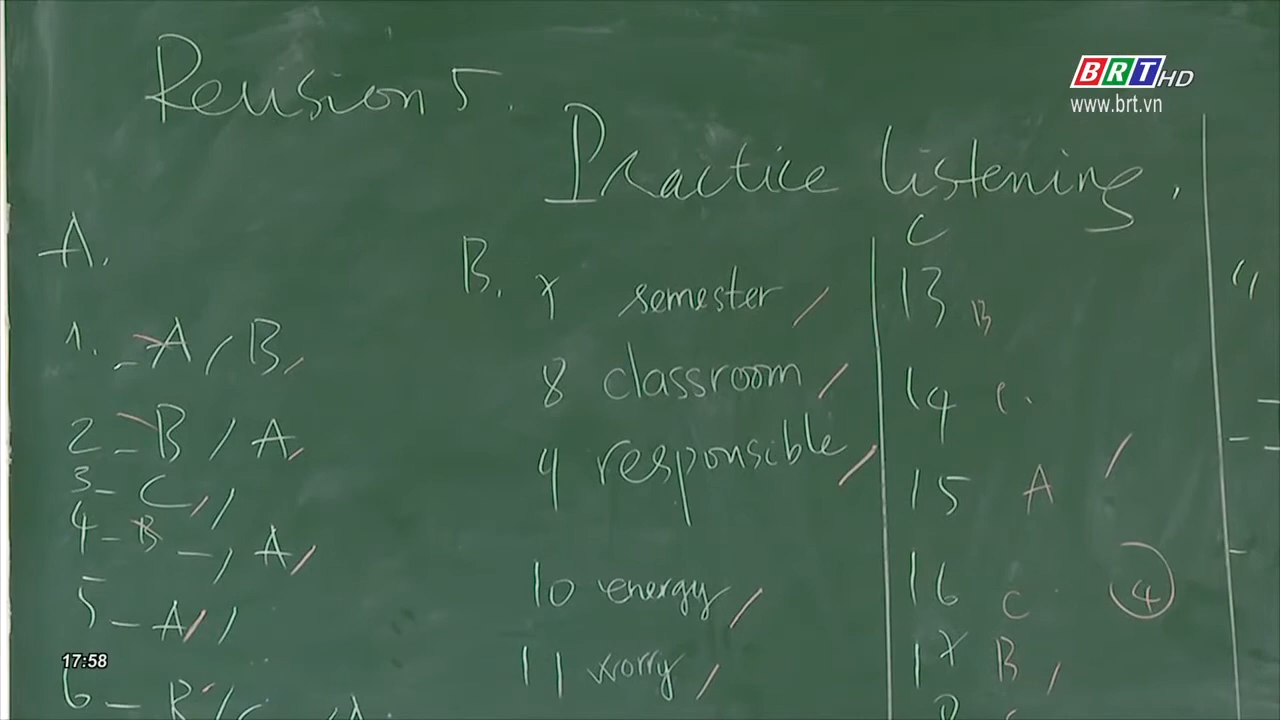 Revision 5.
BRT HD
www.brt.vn
Practice listening.
A.
1. - A / B
2 - B / A
3 - C /
4 - B - / A
5 - A /
6 - B /
B.
7 semester /
8 classroom /
9 responsible /
10 energy /
11 worry /
C
13 B
14 C.
15 A /
16 C 4
17 B /
17:58